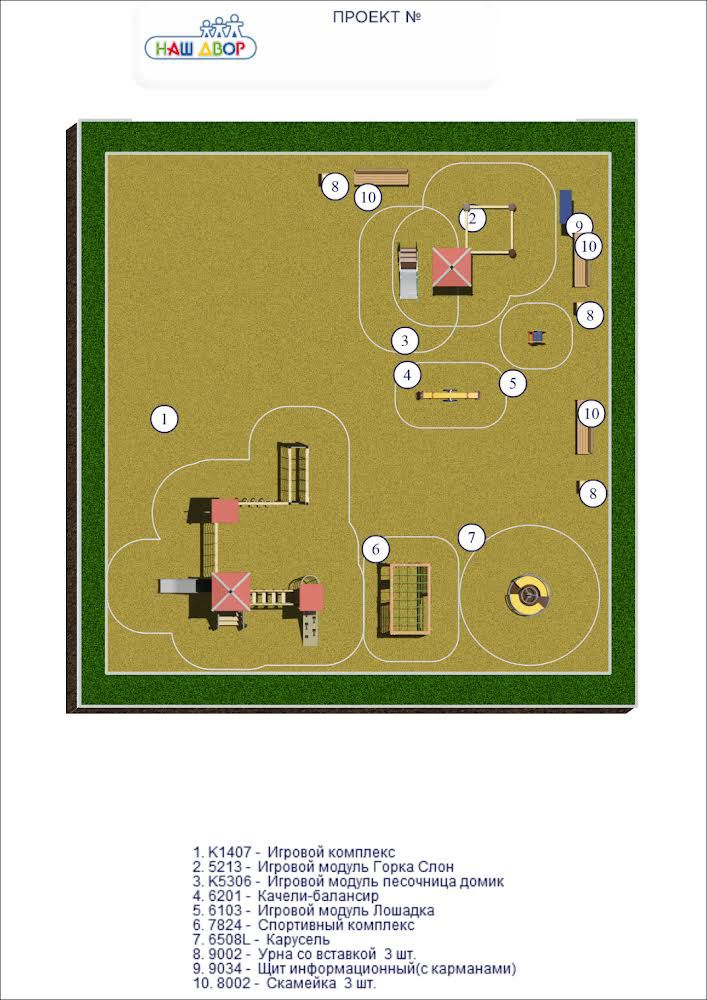 ПРОЕКТ №
НАШ ДВОР
8
10
2
9
10
8
3
4
5
10
1
8
7
6
1. К1407 - Игровой комплекс
2. 5213 - Игровой модуль Горка Слон
3. К5306 - Игровой модуль песочница домик
4. 6201 - Качели-балансир
5. 6103 - Игровой модуль Лошадка
6. 7824 - Спортивный комплекс
7. 6508L - Карусель
8. 9002 - Урна со вставкой 3 шт.
9. 9034 - Щит информационный(с карманами)
10. 8002 - Скамейка 3 шт.